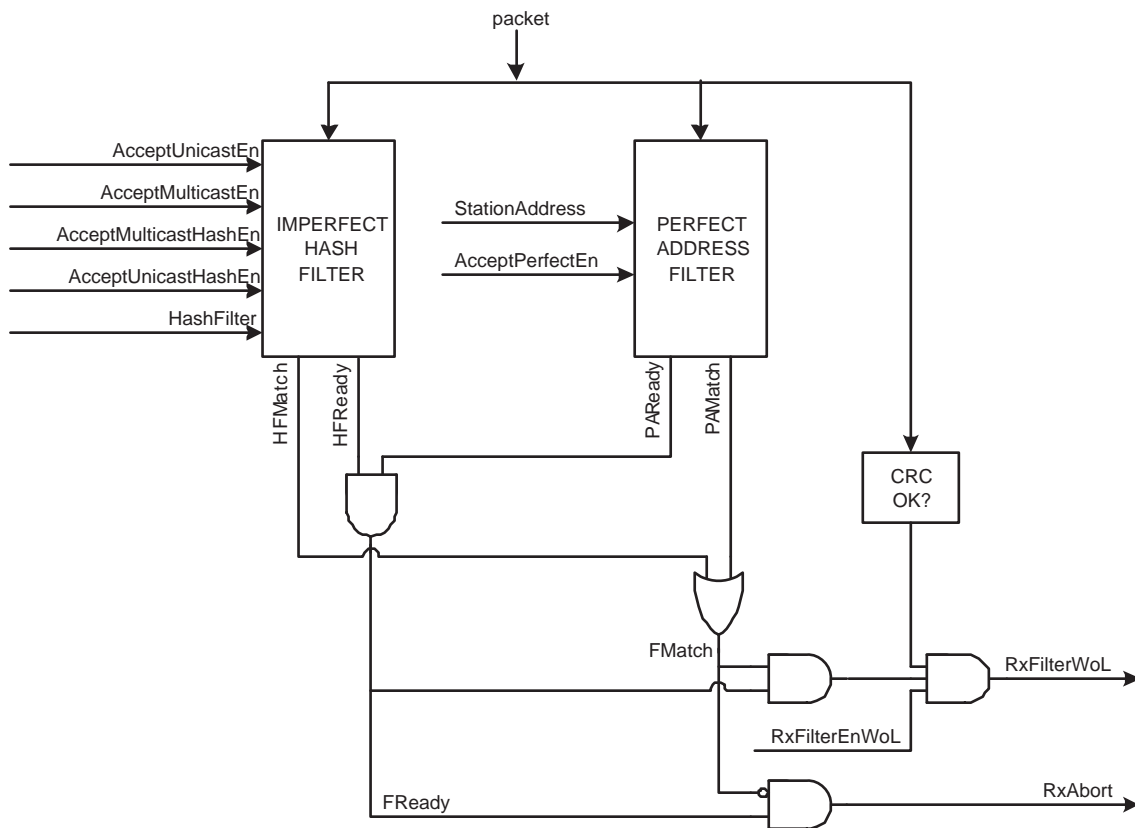 packet
AcceptUnicastEn
AcceptMulticastEn
AcceptMulticastHashEn
AcceptUnicastHashEn
HashFilter
IMPERFECT
HASH
FILTER
StationAddress
AcceptPerfectEn
PERFECT
ADDRESS
FILTER
HFMatch
HFReady
PAReady
PAMatch
CRC
OK?
FMatch
RxFilterWoL
RxFilterEnWoL
FReady
RxAbort